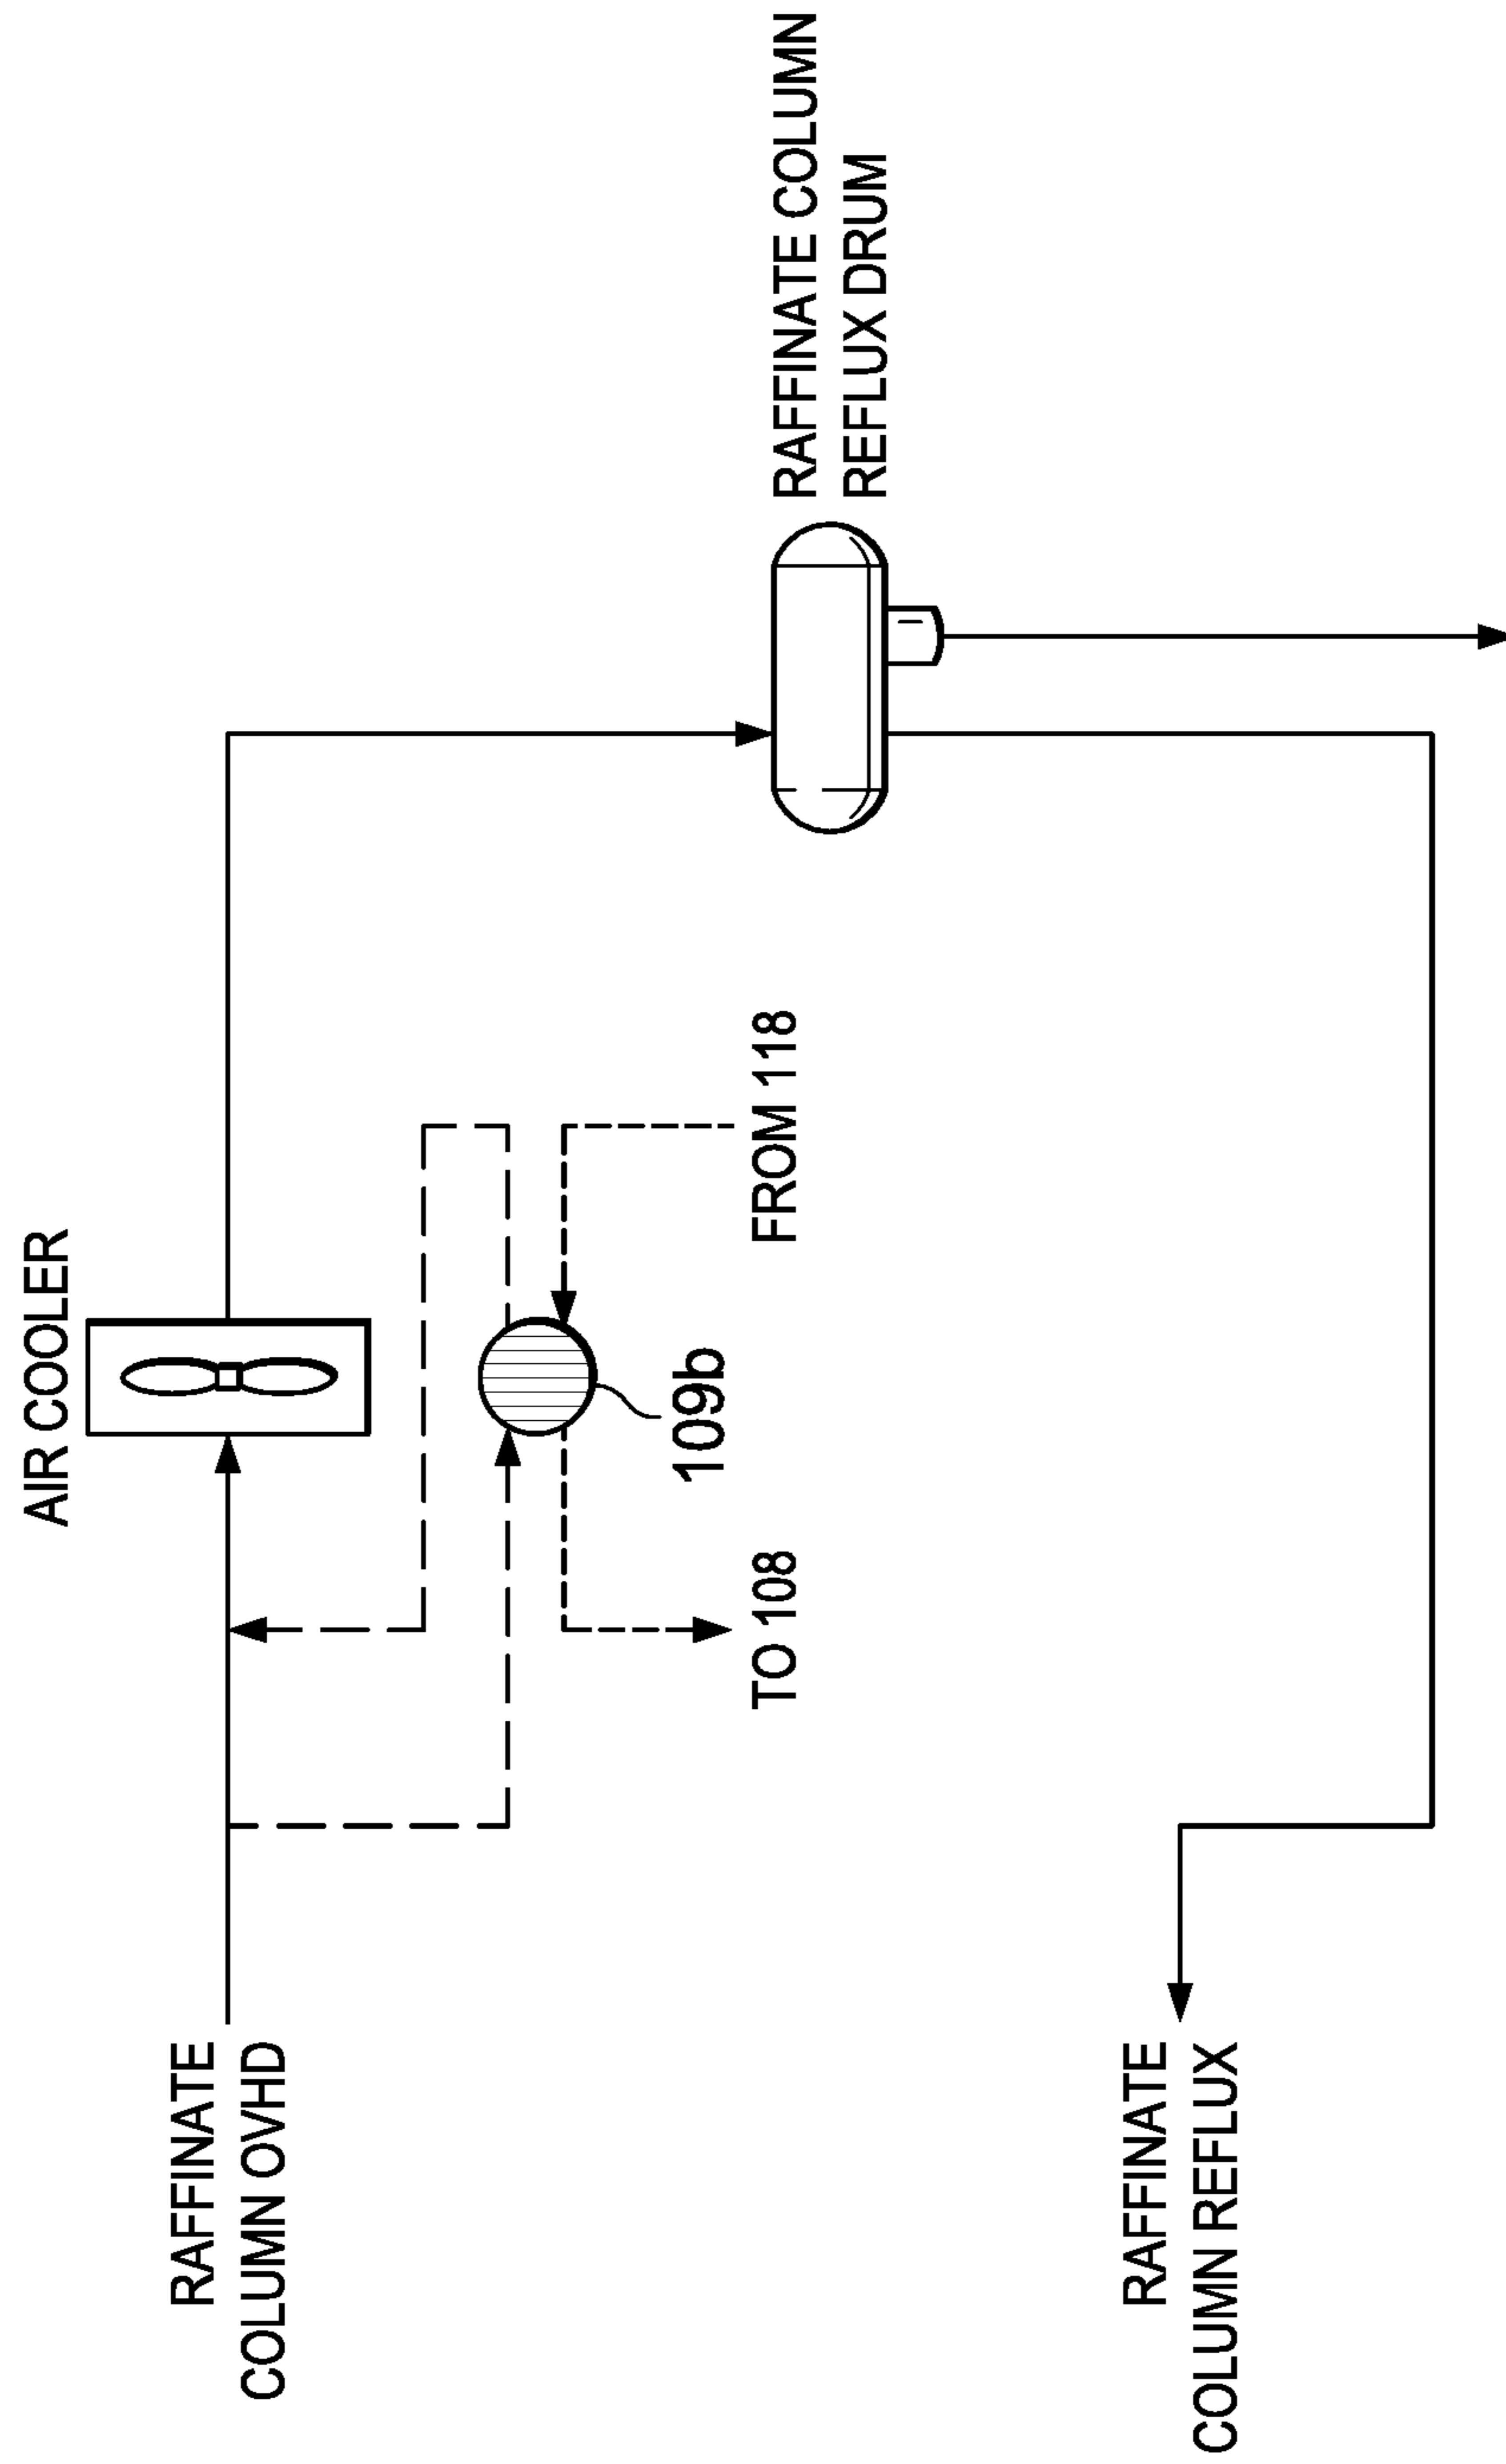 AIR COOLER
RAFFINATE
COLUMN OVHD
109b
TO 108
FROM 118
RAFFINATE COLUMN
REFLUX DRUM
RAFFINATE
COLUMN REFLUX